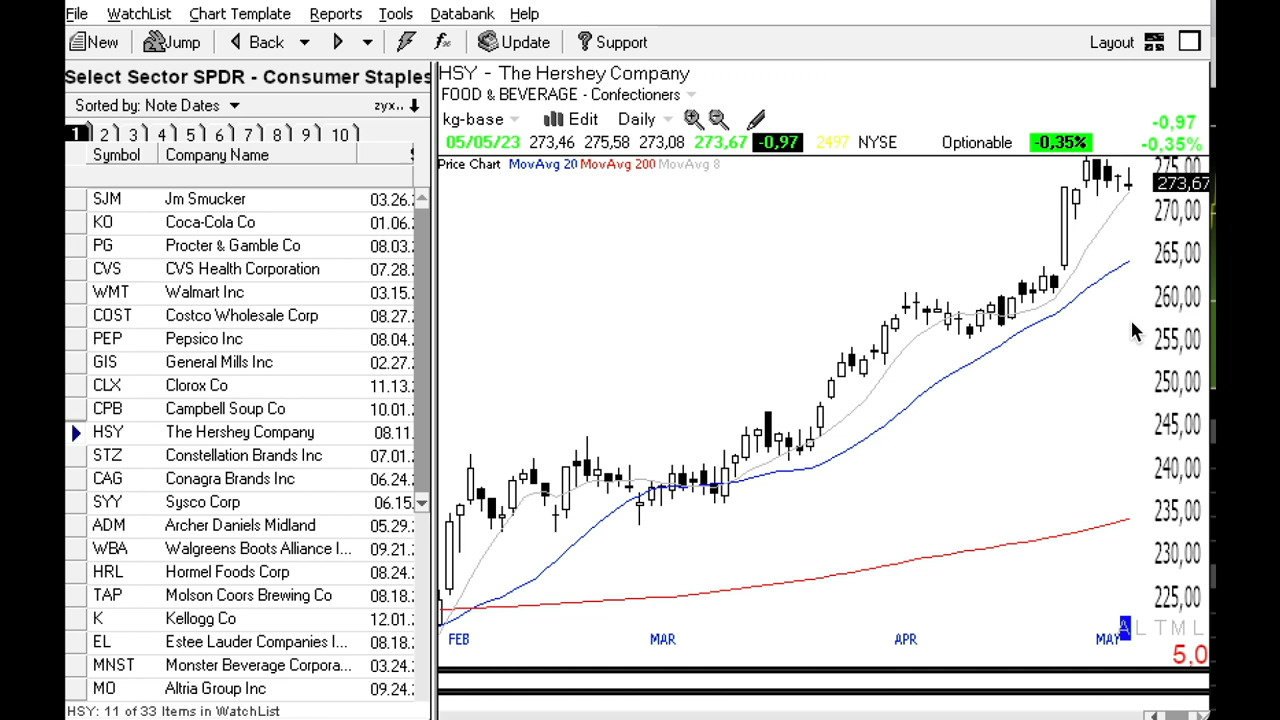 File WatchList Chart Template Reports Tools Databank Help
New Jump Back Update Support Layout
Select Sector SPDR - Consumer Staples
Sorted by: Note Dates zyx..
1 2 3 4 5 6 7 8 9 10
Symbol Company Name
SJM Jm Smucker 03.26.
KO Coca-Cola Co 01.06.
PG Procter & Gamble Co 08.03.
CVS CVS Health Corporation 07.28.
WMT Walmart Inc 03.15.
COST Costco Wholesale Corp 08.27.
PEP Pepsico Inc 08.04.
GIS General Mills Inc 02.27.
CLX Clorox Co 11.13.
CPB Campbell Soup Co 10.01.
HSY The Hershey Company 08.11.
STZ Constellation Brands Inc 07.01.
CAG Conagra Brands Inc 06.24.
SYY Sysco Corp 06.15.
ADM Archer Daniels Midland 05.29.
WBA Walgreens Boots Alliance I... 09.21.
HRL Hormel Foods Corp 08.24.
TAP Molson Coors Brewing Co 08.18.
K Kellogg Co 12.01.
EL Estee Lauder Companies I... 08.18.
MNST Monster Beverage Corpora... 03.24.
MO Altria Group Inc 09.24.
HSY: 11 of 33 Items in WatchList
HSY - The Hershey Company
FOOD & BEVERAGE - Confectioners
kg-base Edit Daily
-0,97
05/05/23 273,46 275,58 273,08 273,67 -0,97 2497 NYSE Optionable -0,35% -0,35%
Price Chart MovAvg 20 MovAvg 200 MovAvg 8
275,00
273,67
270,00
265,00
260,00
255,00
250,00
245,00
240,00
235,00
230,00
225,00
A L T M L
FEB MAR APR MAY
5,0